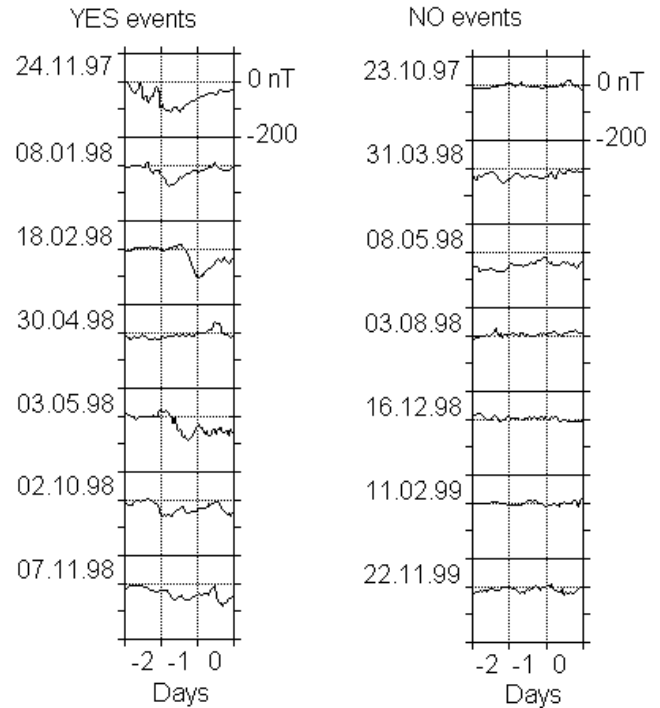 YES events
24.11.97
0 nT
-200
08.01.98
18.02.98
30.04.98
03.05.98
02.10.98
07.11.98
-2 -1 0
Days
NO events
23.10.97
0 nT
-200
31.03.98
08.05.98
03.08.98
16.12.98
11.02.99
22.11.99
-2 -1 0
Days